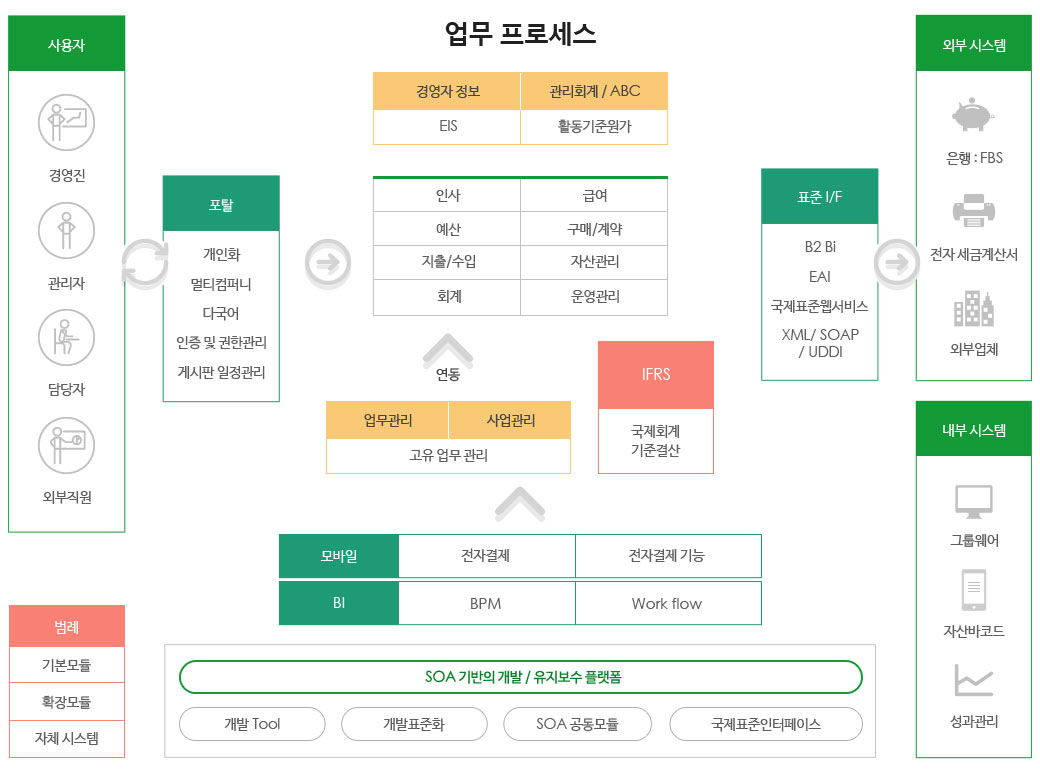 업무 프로세스
사용자
경영진
관리자
담당자
외부직원
포탈
개인화
멀티컴퍼니
다국어
인증 및 권한관리
게시판 일정관리
경영자 정보
관리회계 / ABC
EIS
활동기준원가
인사
급여
예산
구매/계약
지출/수입
자산관리
회계
운영관리
연동
업무관리
사업관리
고유 업무 관리
IFRS
국제회계
기준결산
표준 I/F
B2 Bi
EAI
국제표준웹서비스
XML/ SOAP
/ UDDI
외부 시스템
은행 : FBS
전자 세금계산서
외부업체
내부 시스템
그룹웨어
자산바코드
성과관리
모바일
전자결제
전자결제 기능
BI
BPM
Work flow
범례
기본모듈
확장모듈
자체 시스템
SOA 기반의 개발 / 유지보수 플랫폼
개발 Tool
개발표준화
SOA 공통모듈
국제표준인터페이스